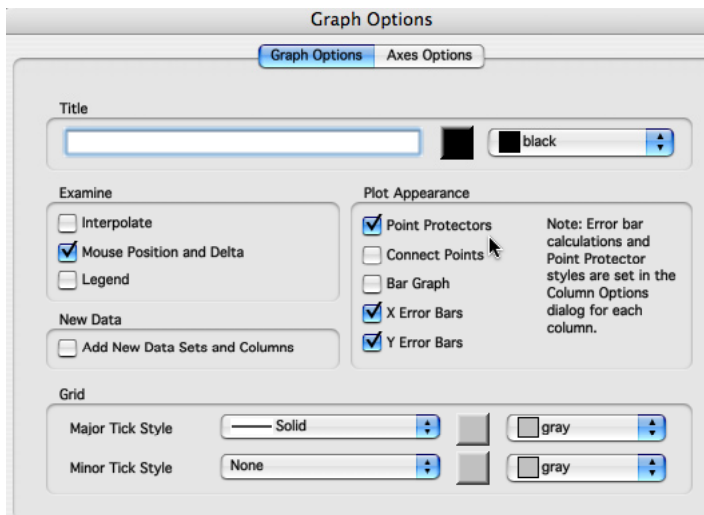 Graph Options
Graph Options
Axes Options
Title
black
Examine
Interpolate
Mouse Position and Delta
Legend
New Data
Add New Data Sets and Columns
Plot Appearance
Point Protectors
Connect Points
Bar Graph
X Error Bars
Y Error Bars
Note: Error bar
calculations and
Point Protector
styles are set in the
Column Options
dialog for each
column.
Grid
Major Tick Style
Solid
gray
Minor Tick Style
None
gray